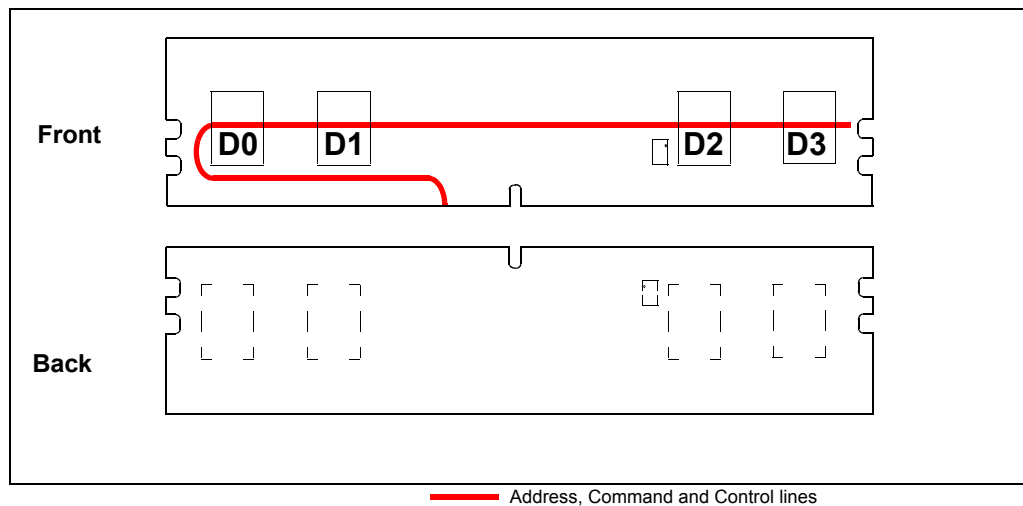 Front
D0 D1 D2 D3
Back
Address, Command and Control lines